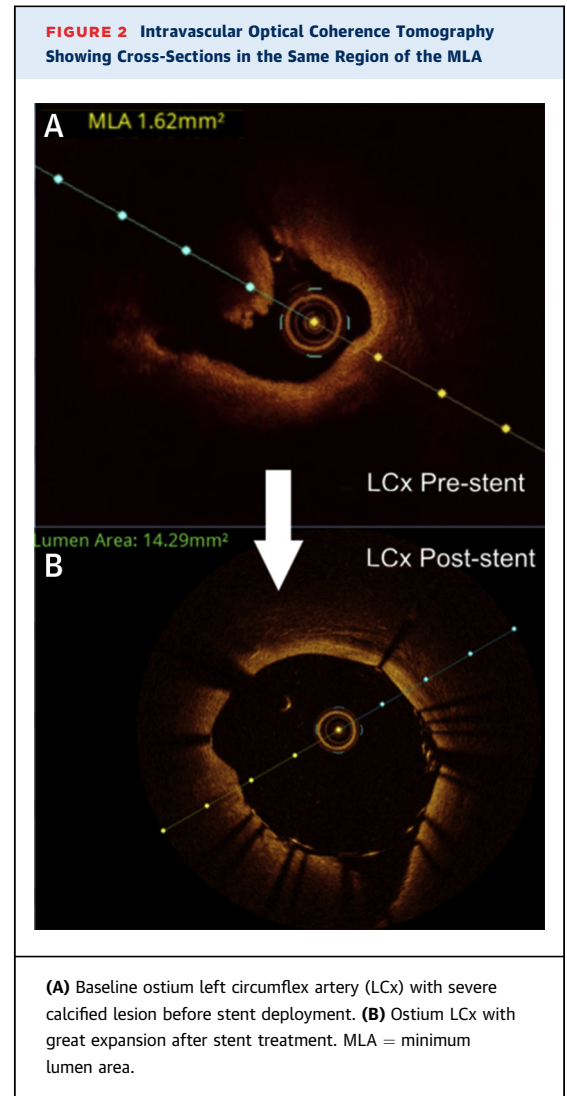 FIGURE 2 Intravascular Optical Coherence Tomography
Showing Cross-Sections in the Same Region of the MLA
A
MLA 1.62mm²
LCx Pre-stent
Lumen Area: 14.29mm²
B
LCx Post-stent
(A) Baseline ostium left circumflex artery (LCx) with severe
calcified lesion before stent deployment. (B) Ostium LCx with
great expansion after stent treatment. MLA = minimum
lumen area.